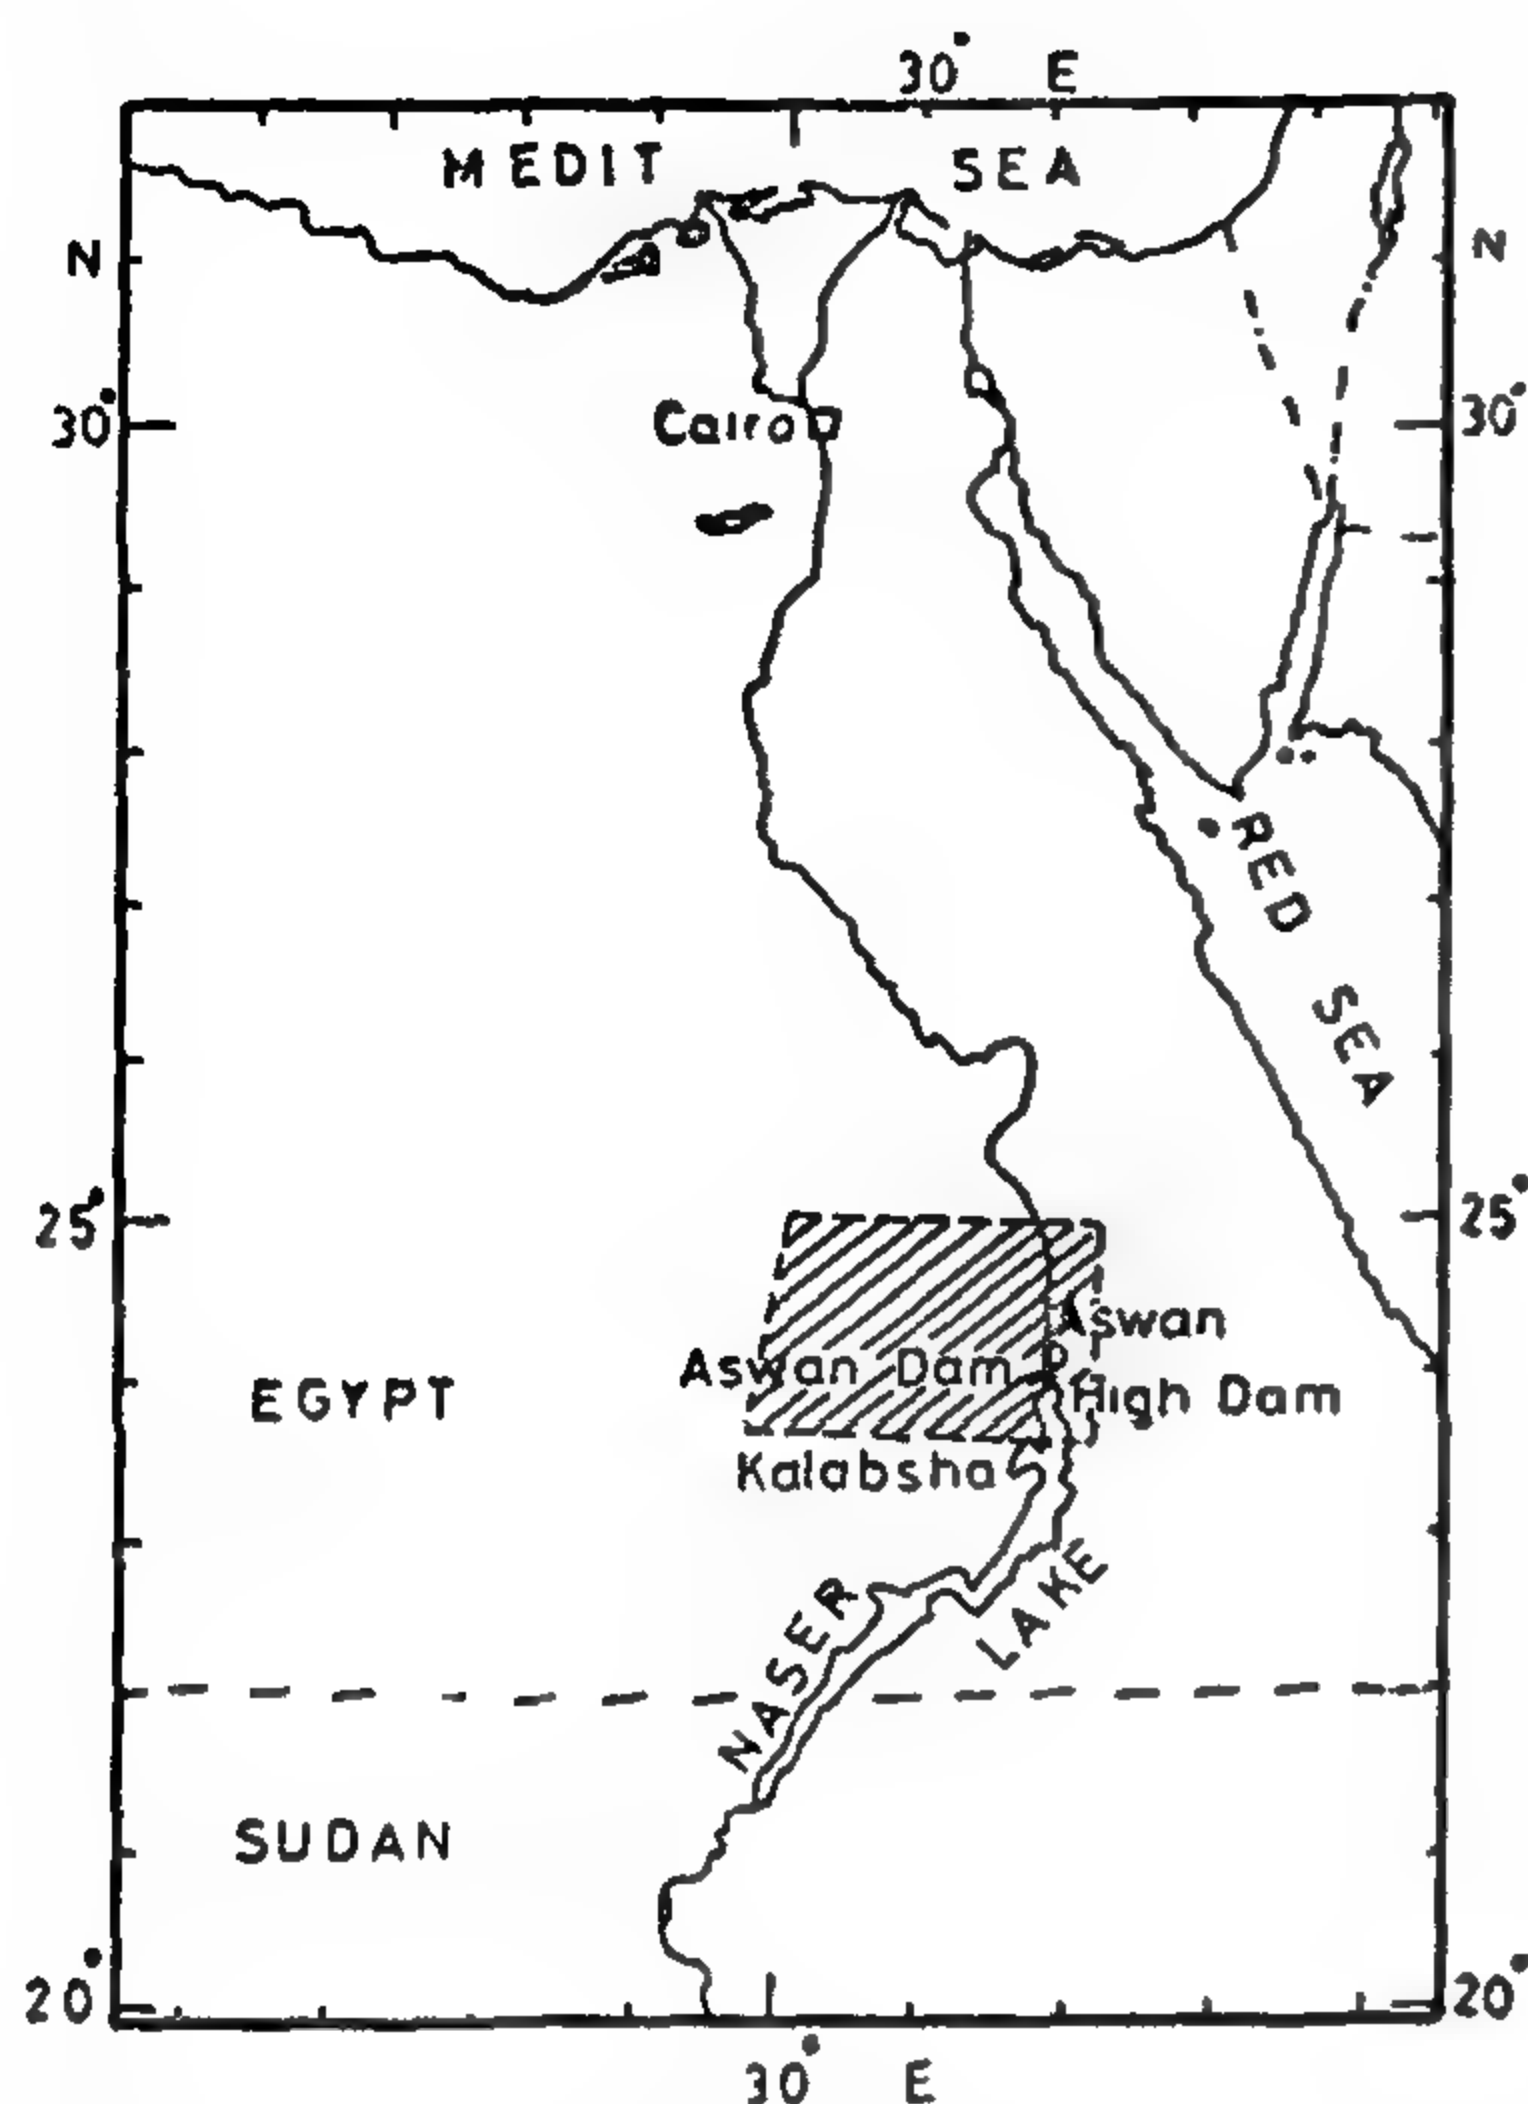 30° E
MEDIT SEA
N N
30° 30°
Cairo
RED SEA
25° 25°
Aswan
Aswan Dam
High Dam
EGYPT
Kalabsha
NASER LAKE
SUDAN
20° 20°
30° E